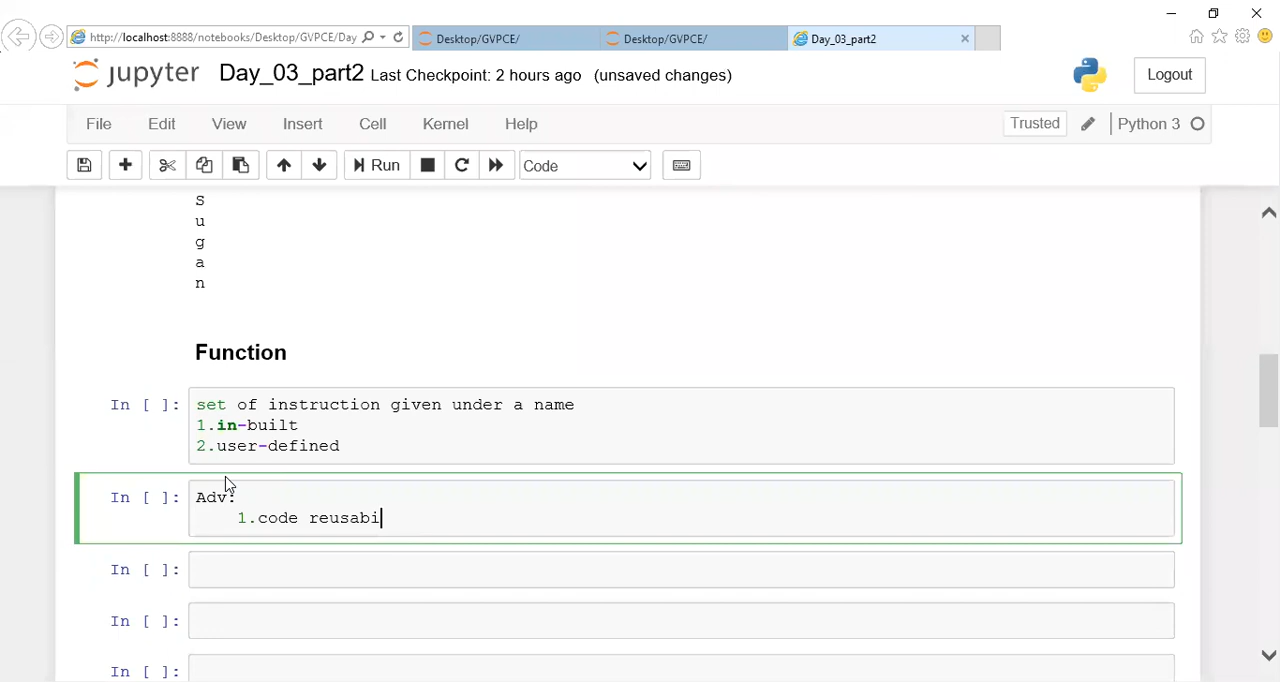 http://localhost:8888/notebooks/Desktop/GVPCE/Day
Desktop/GVPCE/
Desktop/GVPCE/
Day_03_part2
jupyter Day_03_part2 Last Checkpoint: 2 hours ago (unsaved changes)
Logout
File Edit View Insert Cell Kernel Help
Trusted Python 3
Run Code
S
u
g
a
n
Function
In [ ]: set of instruction given under a name
1.in-built
2.user-defined
In [ ]: Adv:
1.code reusabi
In [ ]:
In [ ]:
In [ ]: